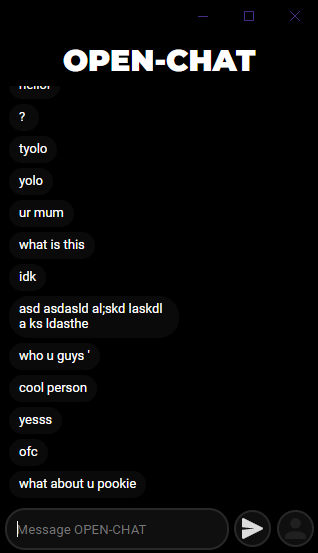 OPEN-CHAT
hello!
?
tyolo
yolo
ur mum
what is this
idk
asd asdasld al;skd laskdl
a ks ldasthe
who u guys '
cool person
yesss
ofc
what about u pookie
Message OPEN-CHAT